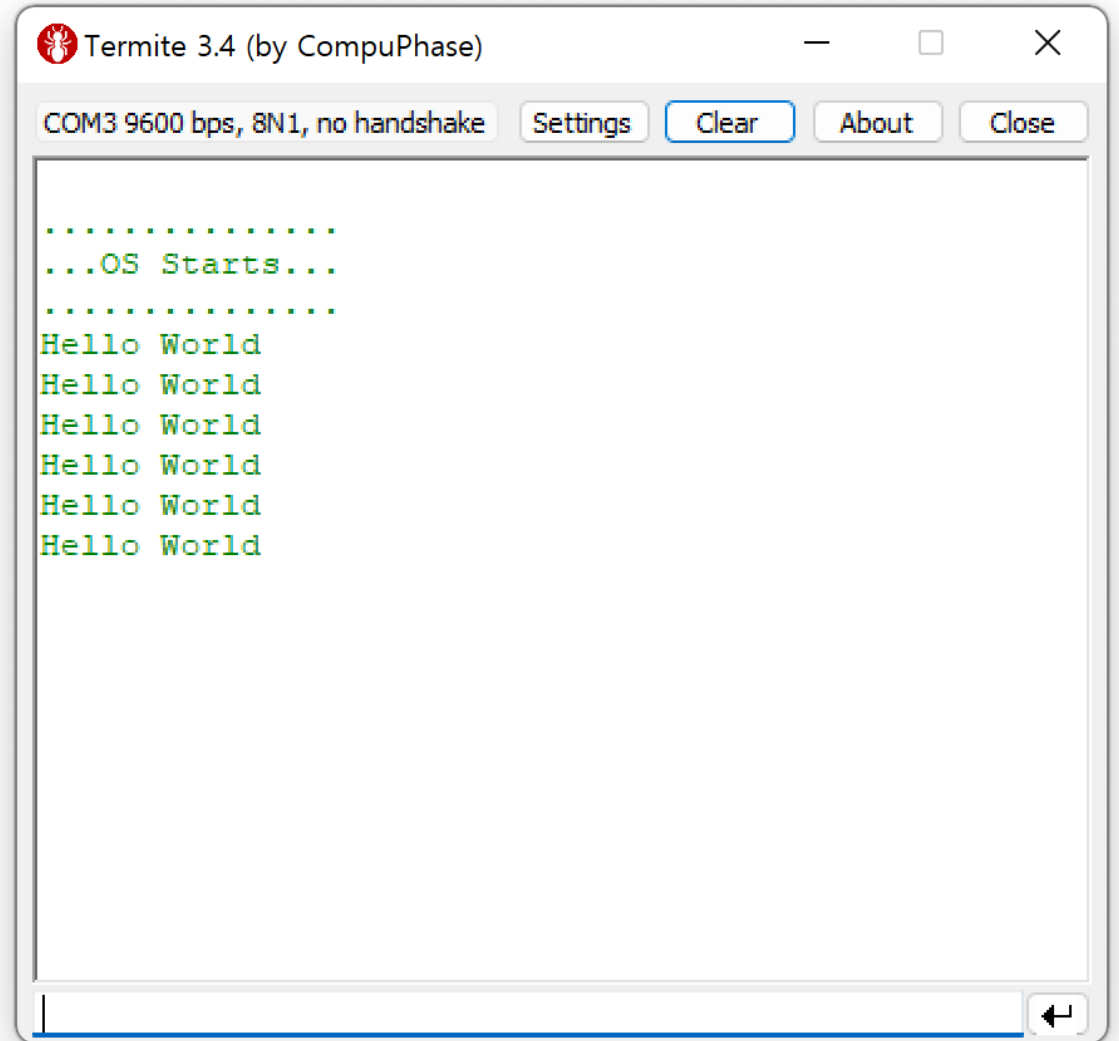 Termite 3.4 (by CompuPhase)
COM3 9600 bps, 8N1, no handshake Settings Clear About Close
...............
...OS Starts...
...............
Hello World
Hello World
Hello World
Hello World
Hello World
Hello World